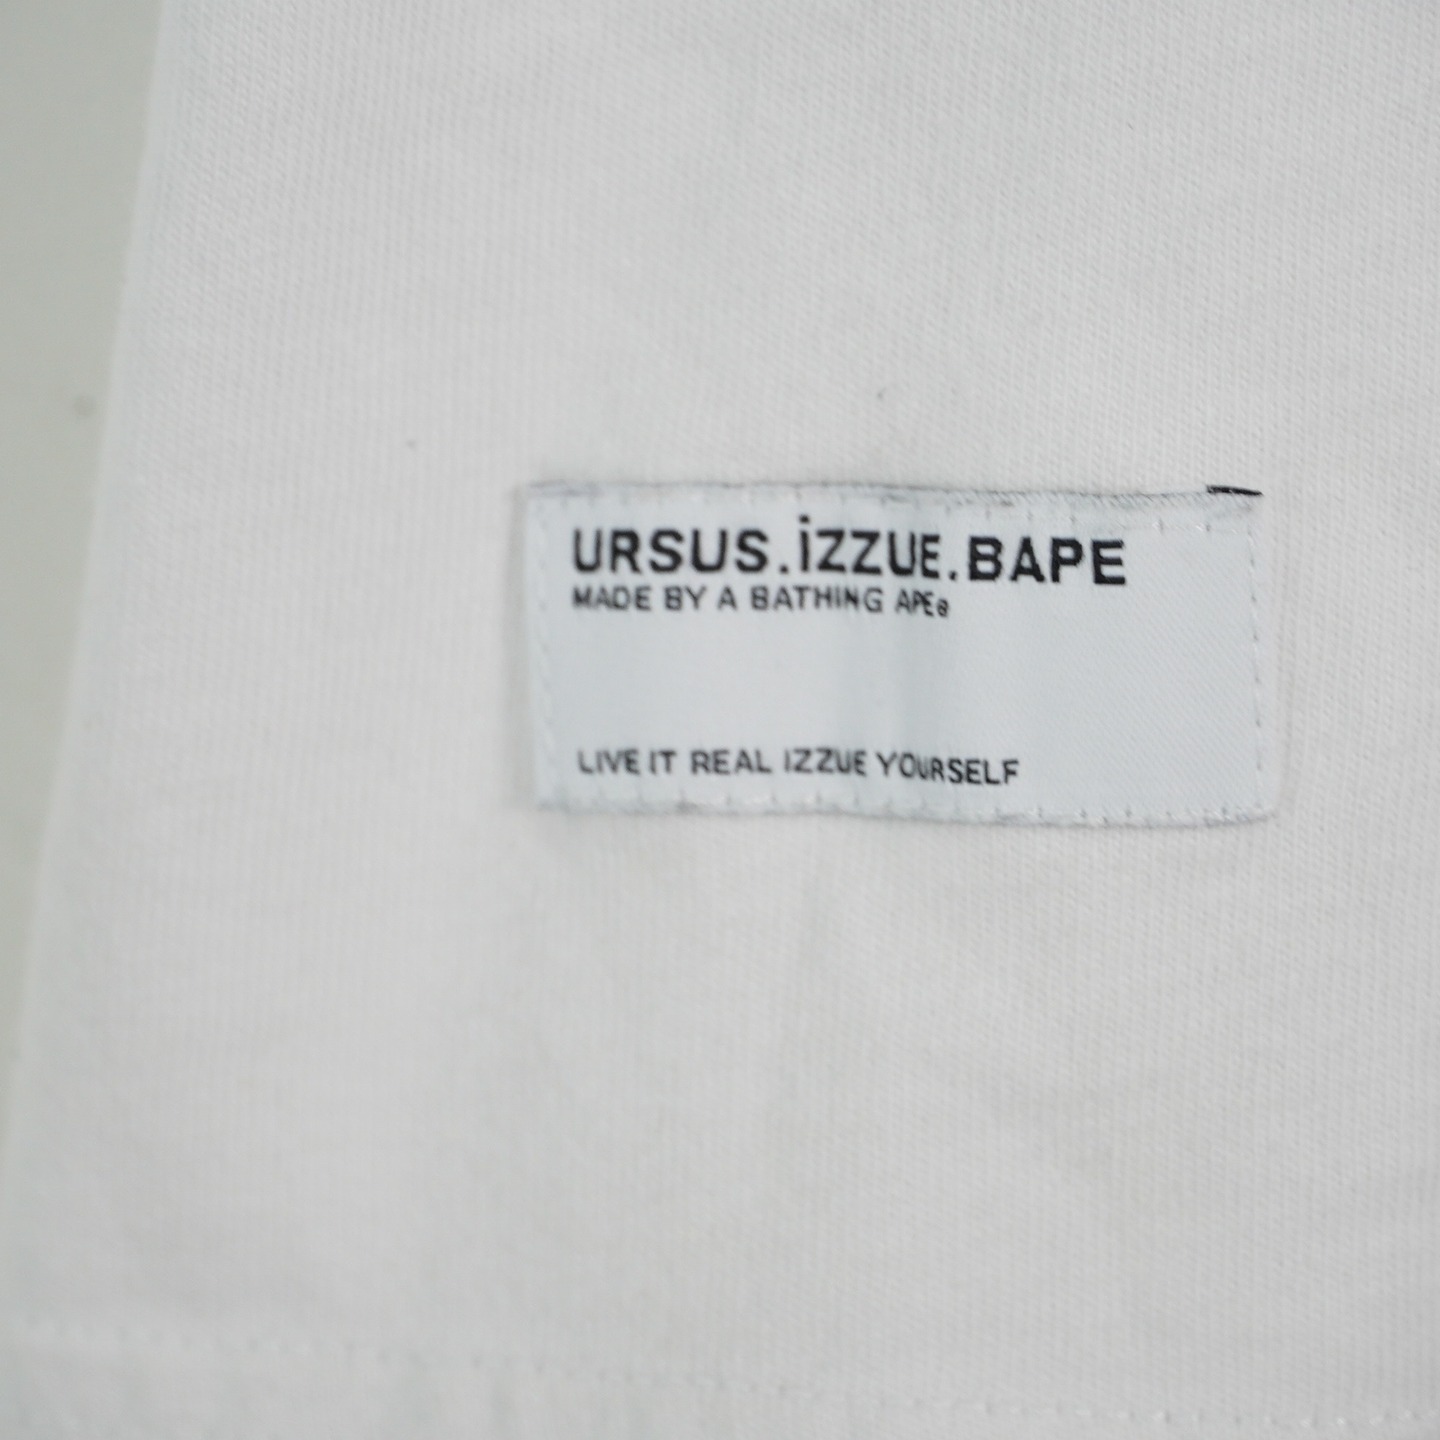 URSUS.iZZUE.BAPE
MADE BY A BATHING APE®
LIVE IT REAL IZZUE YOURSELF